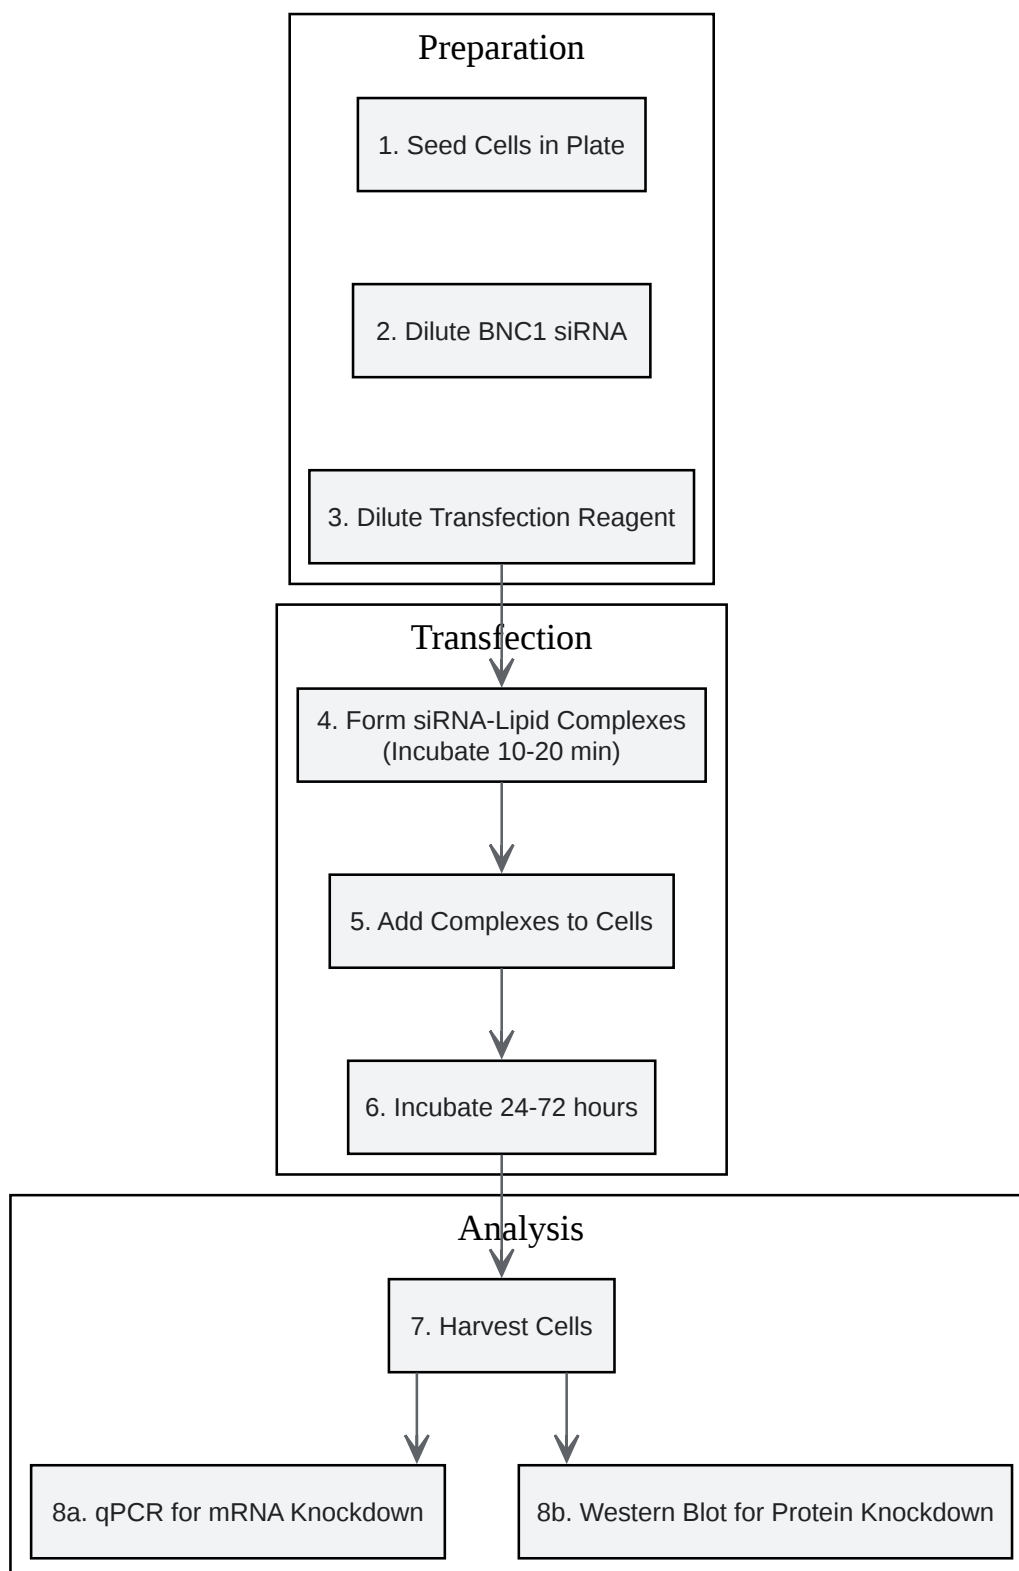 Preparation
1. Seed Cells in Plate
2. Dilute BNC1 siRNA
3. Dilute Transfection Reagent
Transfection
4. Form siRNA-Lipid Complexes
(Incubate 10-20 min)
5. Add Complexes to Cells
6. Incubate 24-72 hours
Analysis
7. Harvest Cells
8a. qPCR for mRNA Knockdown
8b. Western Blot for Protein Knockdown